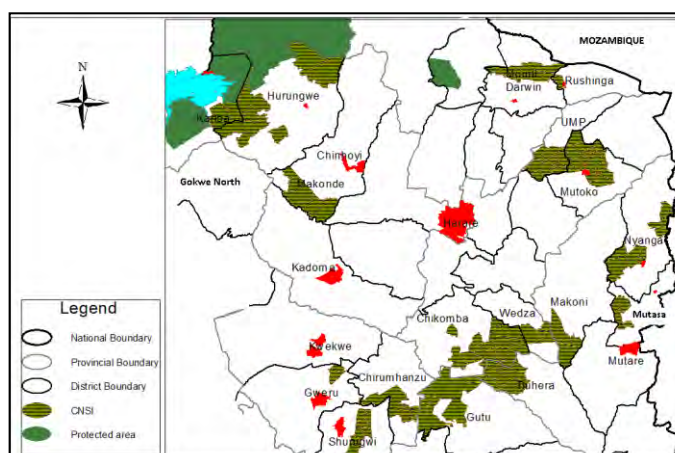 MOZAMBIQUE
N
Mount
Darwin
Rushinga
Hurungwe
Kariba
UMP
Chinhoyi
Makonde
Gokwe North
Mutoko
Harare
Nyanga
Kadoma
Makoni
Wedza
Chikomba
Mutasa
Legend
National Boundary
Provincial Boundary
District Boundary
CNSI
Protected area
Kwekwe
Mutare
Chirumhanzu
Buhera
Gweru
Gutu
Shurugwi